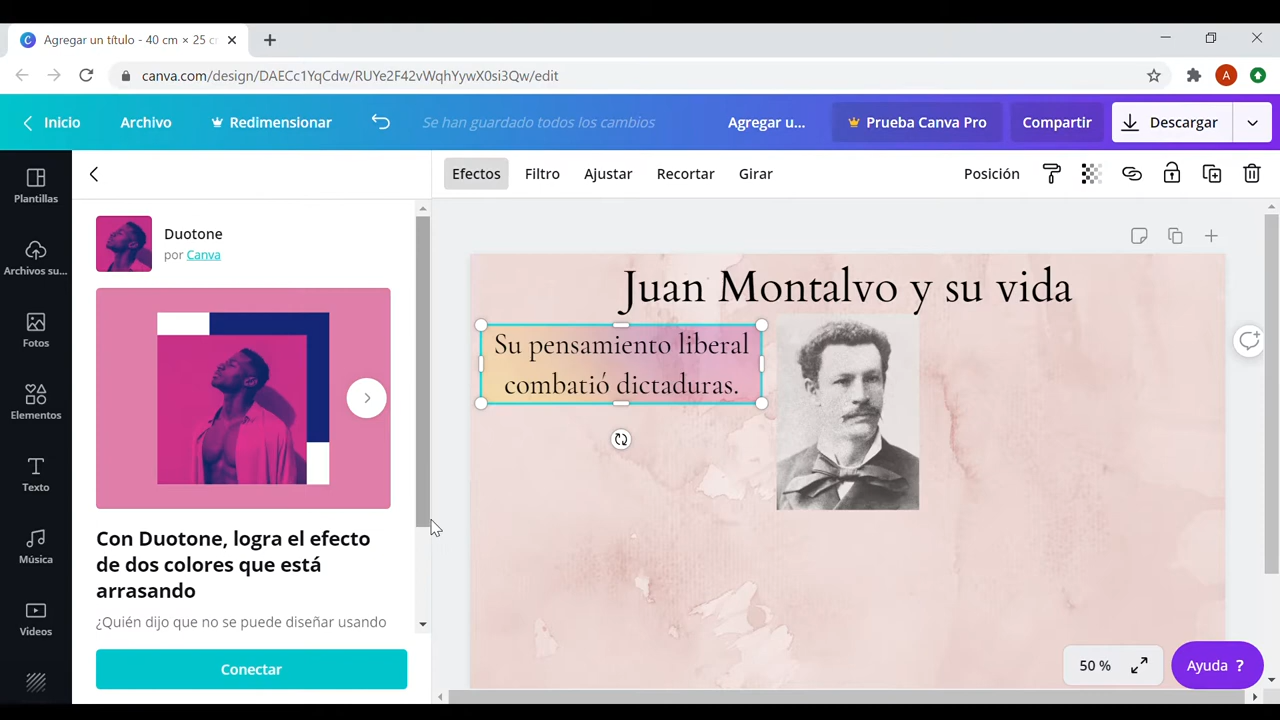 Agregar un título - 40 cm × 25 c
canva.com/design/DAECc1YqCdw/RUYe2F42vWqhYywX0si3Qw/edit
A
Inicio
Archivo
Redimensionar
Se han guardado todos los cambios
Agregar u...
Prueba Canva Pro
Compartir
Descargar
Plantillas
Archivos su...
Fotos
Elementos
Texto
Música
Videos
Efectos
Filtro
Ajustar
Recortar
Girar
Posición
Duotone
por Canva
Con Duotone, logra el efecto
de dos colores que está
arrasando
¿Quién dijo que no se puede diseñar usando
Conectar
Juan Montalvo y su vida
Su pensamiento liberal
combatió dictaduras.
50 %
Ayuda ?